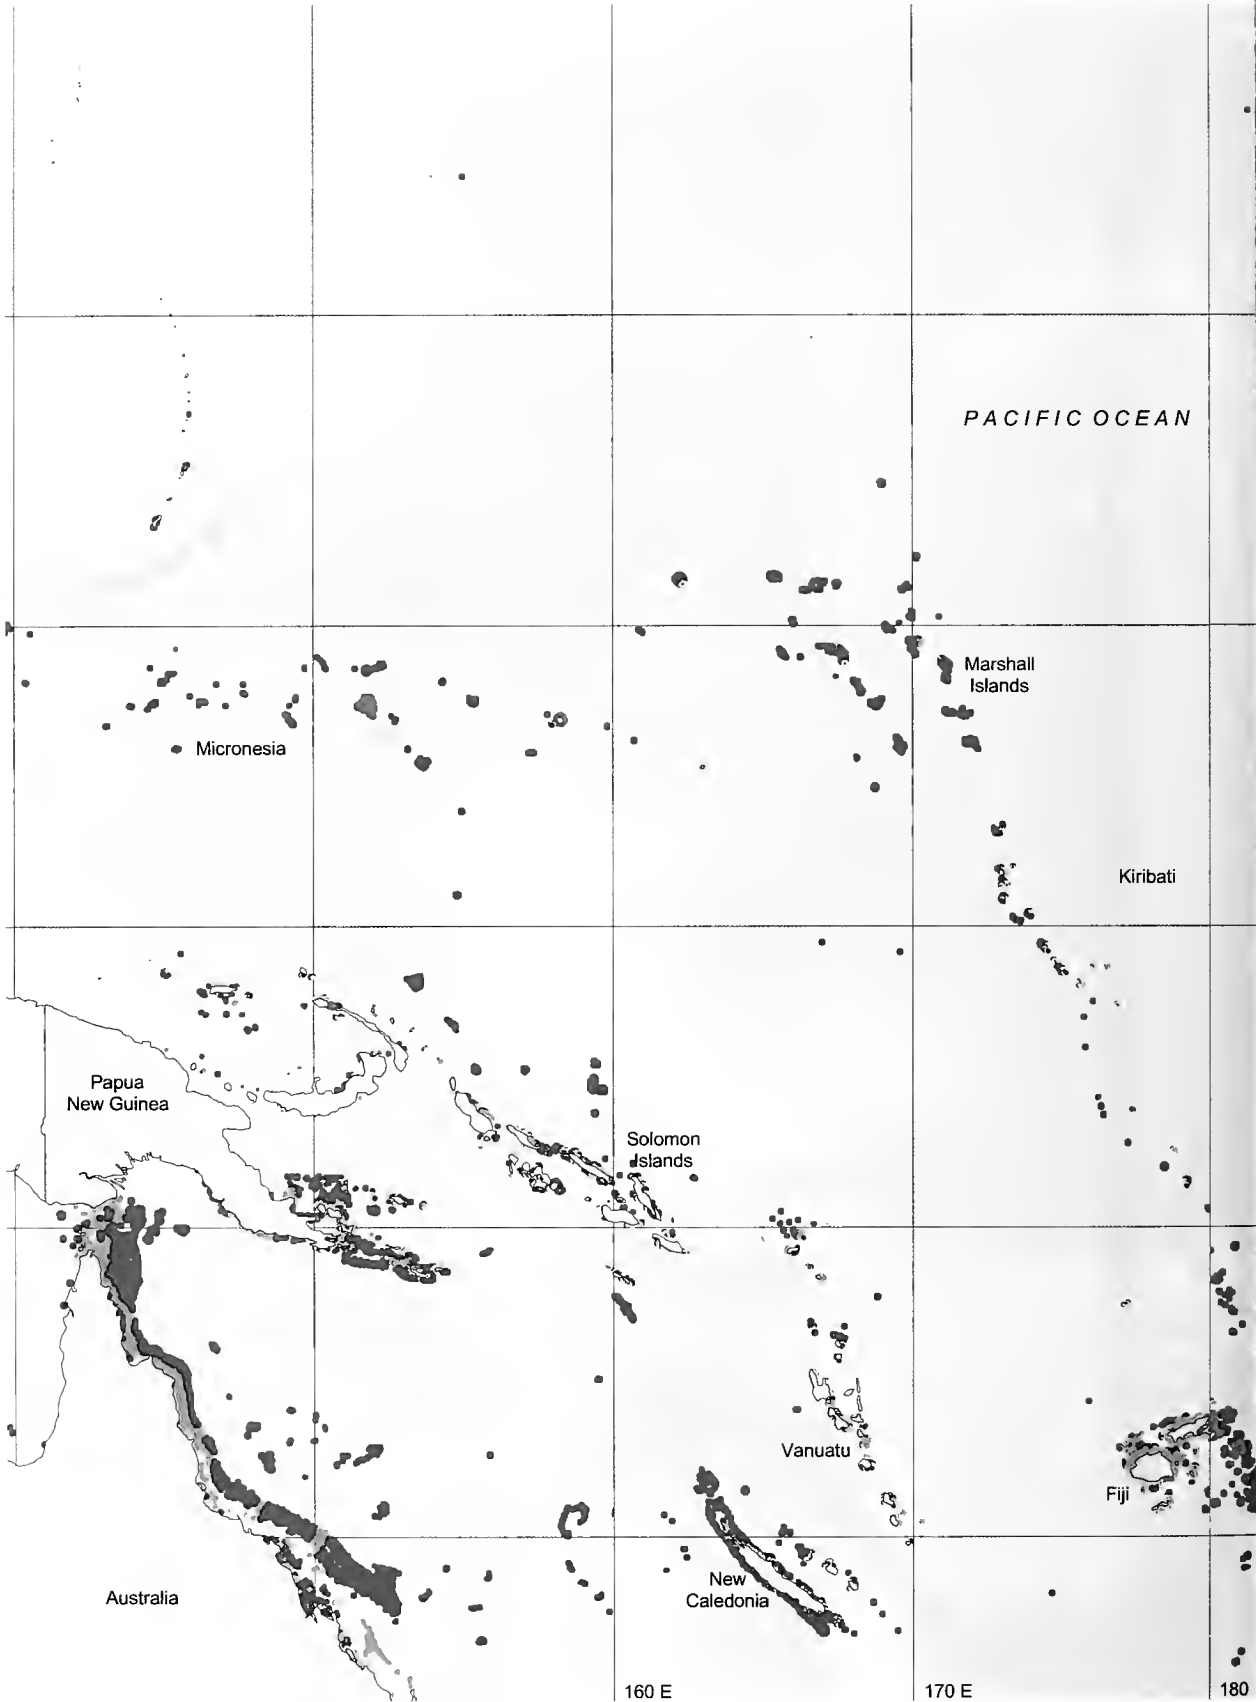 PACIFIC OCEAN
Marshall
Islands
Micronesia
Kiribati
Papua
New Guinea
Solomon
Islands
Vanuatu
Fiji
New
Caledonia
Australia
160 E
170 E
180